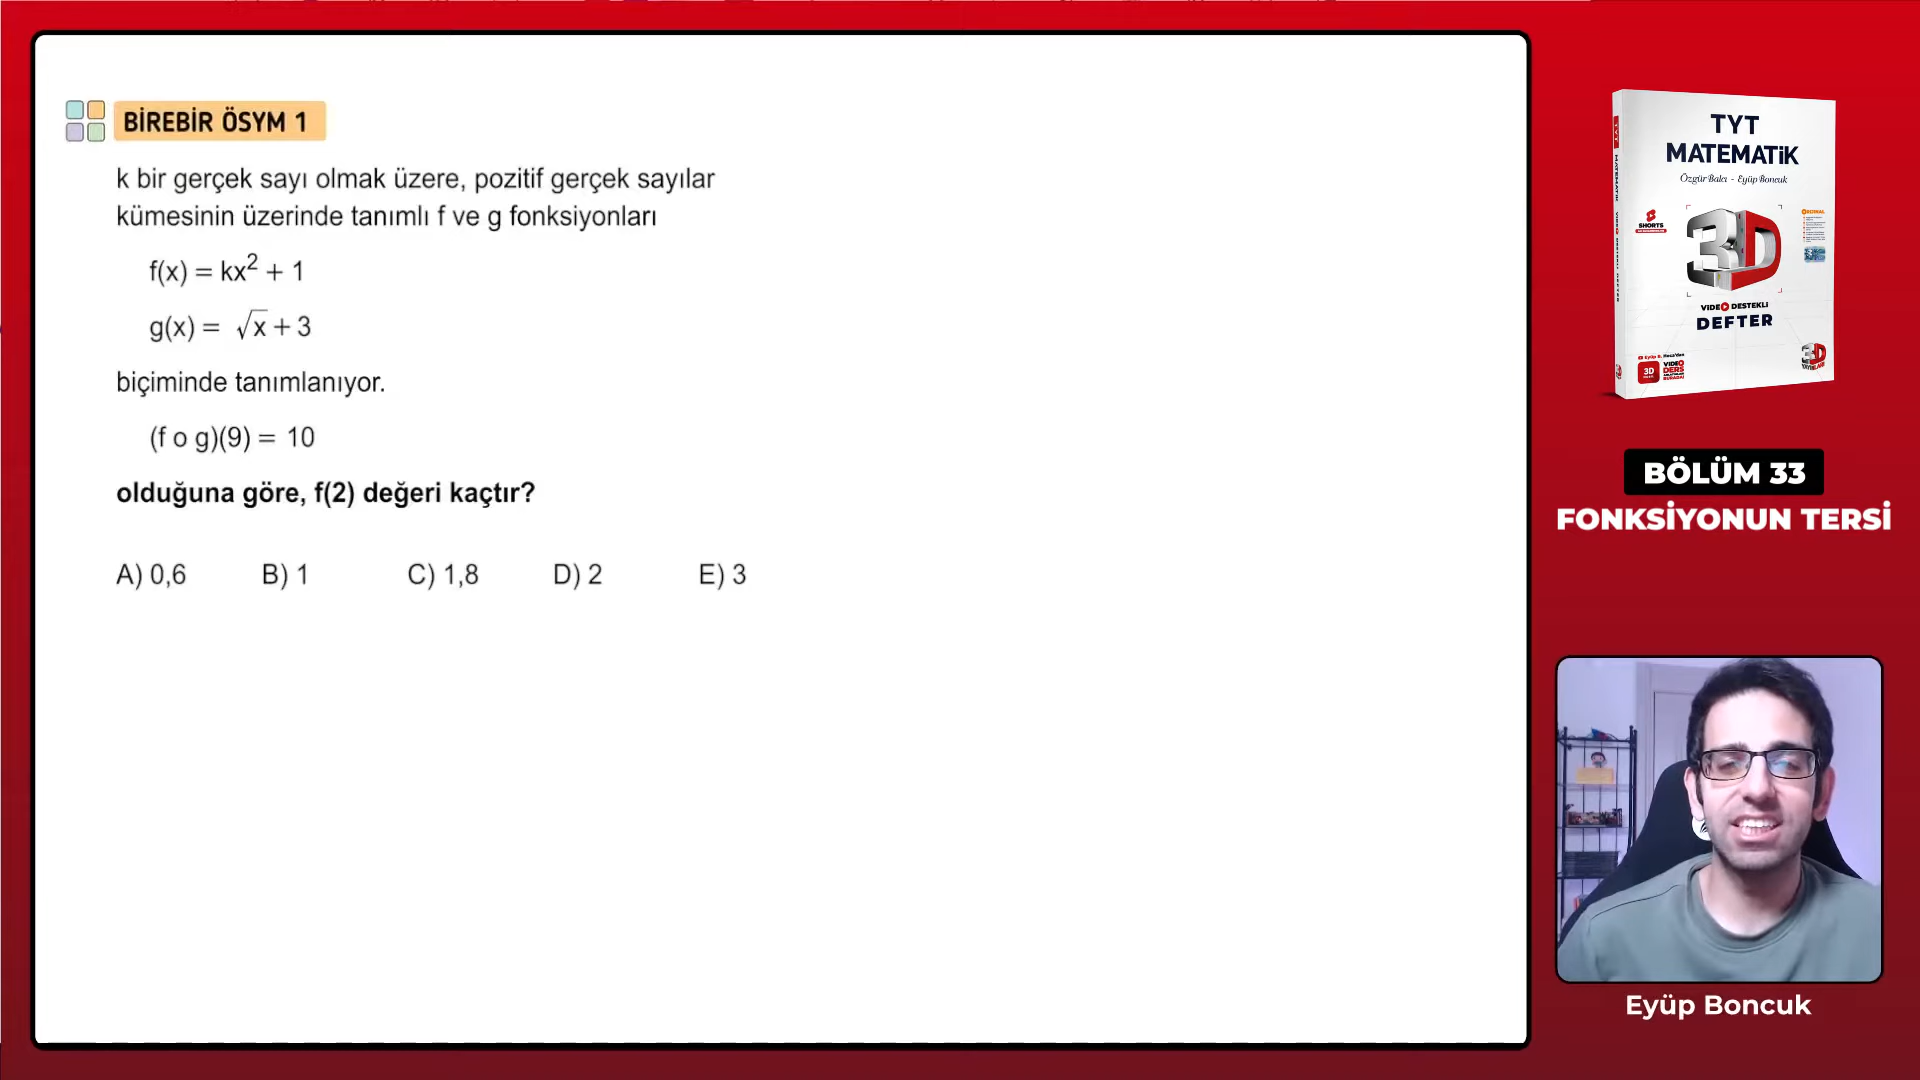 BİREBİR ÖSYM 1
k bir gerçek sayı olmak üzere, pozitif gerçek sayılar
kümesinin üzerinde tanımlı f ve g fonksiyonları
f(x) = kx² + 1
g(x) = √x + 3
biçiminde tanımlanıyor.
(f o g)(9) = 10
olduğuna göre, f(2) değeri kaçtır?
A) 0,6 B) 1 C) 1,8 D) 2 E) 3
TYT
MATEMATİK
Özgür Balcı - Eyüp Boncuk
SHORTS
3D
VIDEO DESTEKLİ
DEFTER
BÖLÜM 33
FONKSİYONUN TERSİ
Eyüp Boncuk